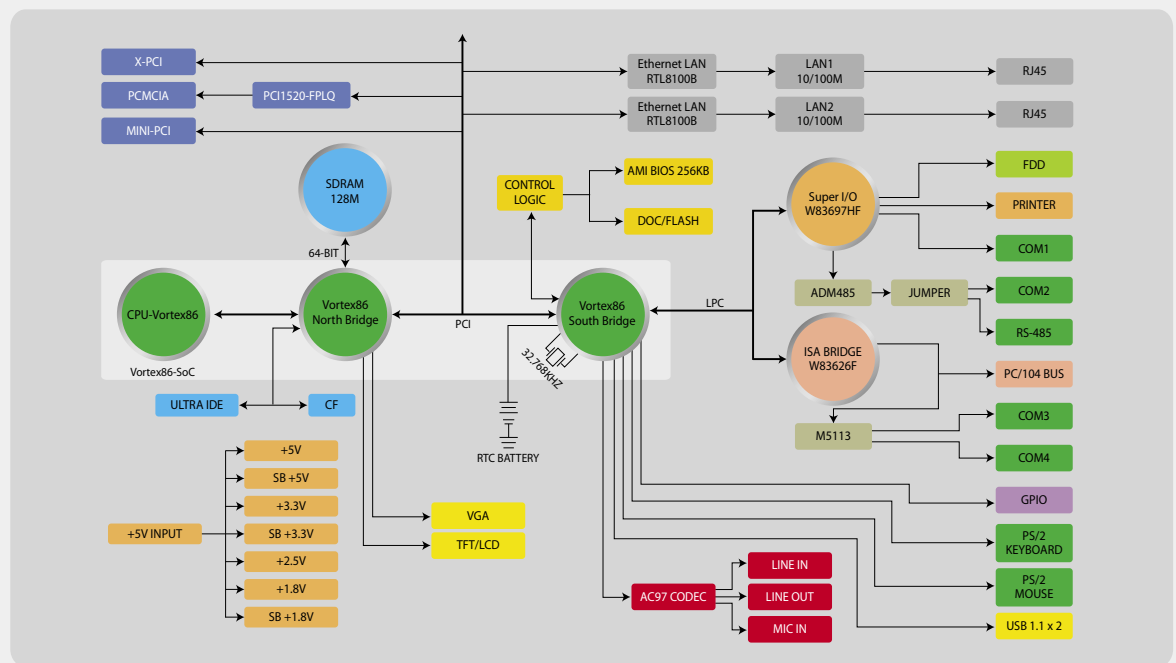 X-PCI
PCMCIA
PCI1520-FPLQ
MINI-PCI
Ethernet LAN
RTL8100B
LAN1
10/100M
RJ45
Ethernet LAN
RTL8100B
LAN2
10/100M
RJ45
SDRAM
128M
64-BIT
CONTROL
LOGIC
AMI BIOS 256KB
DOC/FLASH
Super I/O
W83697HF
FDD
PRINTER
COM1
ADM485
JUMPER
COM2
RS-485
CPU-Vortex86
Vortex86
North Bridge
PCI
Vortex86
South Bridge
LPC
32.768KHZ
Vortex86-SoC
ISA BRIDGE
W83626F
PC/104 BUS
M5113
COM3
COM4
ULTRA IDE
CF
RTC BATTERY
+5V INPUT
+5V
SB +5V
+3.3V
SB +3.3V
+2.5V
+1.8V
SB +1.8V
VGA
TFT/LCD
AC97 CODEC
LINE IN
LINE OUT
MIC IN
GPIO
PS/2
KEYBOARD
PS/2
MOUSE
USB 1.1 x 2